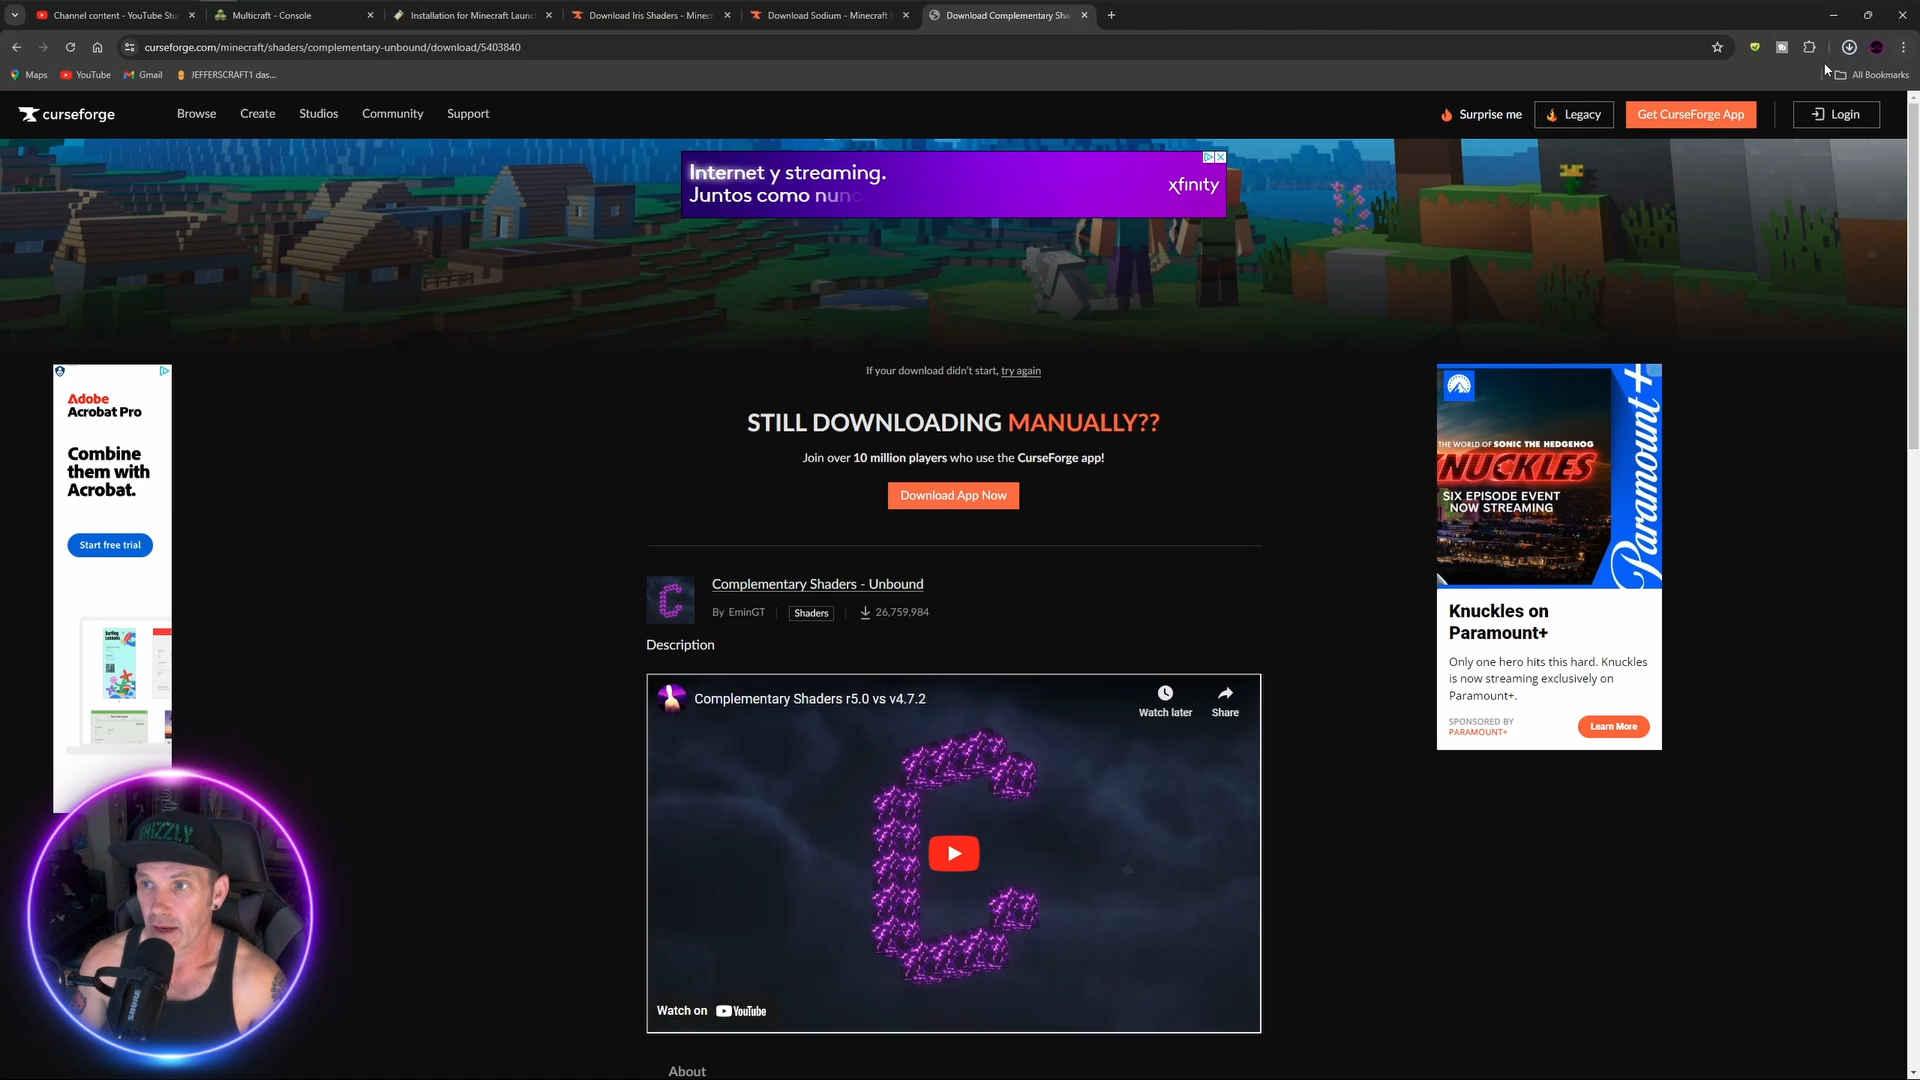 Channel content - YouTube Stu
Multicraft - Console
Installation for Minecraft Launc
Download Iris Shaders - Minecr
Download Sodium - Minecraft
Download Complementary Sha
curseforge.com/minecraft/shaders/complementary-unbound/download/5403840
Maps
YouTube
Gmail
JEFFERSCRAFT1 das...
All Bookmarks
curseforge
Browse
Create
Studios
Community
Support
Surprise me
Legacy
Get CurseForge App
Login
Internet y streaming.
Juntos como nunc
xfinity
If your download didn't start, try again
STILL DOWNLOADING MANUALLY??
Join over 10 million players who use the CurseForge app!
Download App Now
Adobe
Acrobat Pro
Combine
them with
Acrobat.
Start free trial
Complementary Shaders - Unbound
By EminGT
Shaders
26,759,984
Description
Complementary Shaders r5.0 vs v4.7.2
Watch later
Share
Watch on YouTube
About
THE WORLD OF SONIC THE HEDGEHOG
KNUCKLES
SIX EPISODE EVENT
NOW STREAMING
Paramount+
Knuckles on
Paramount+
Only one hero hits this hard. Knuckles
is now streaming exclusively on
Paramount+.
SPONSORED BY
PARAMOUNT+
Learn More
GRIZZLY
SHURE